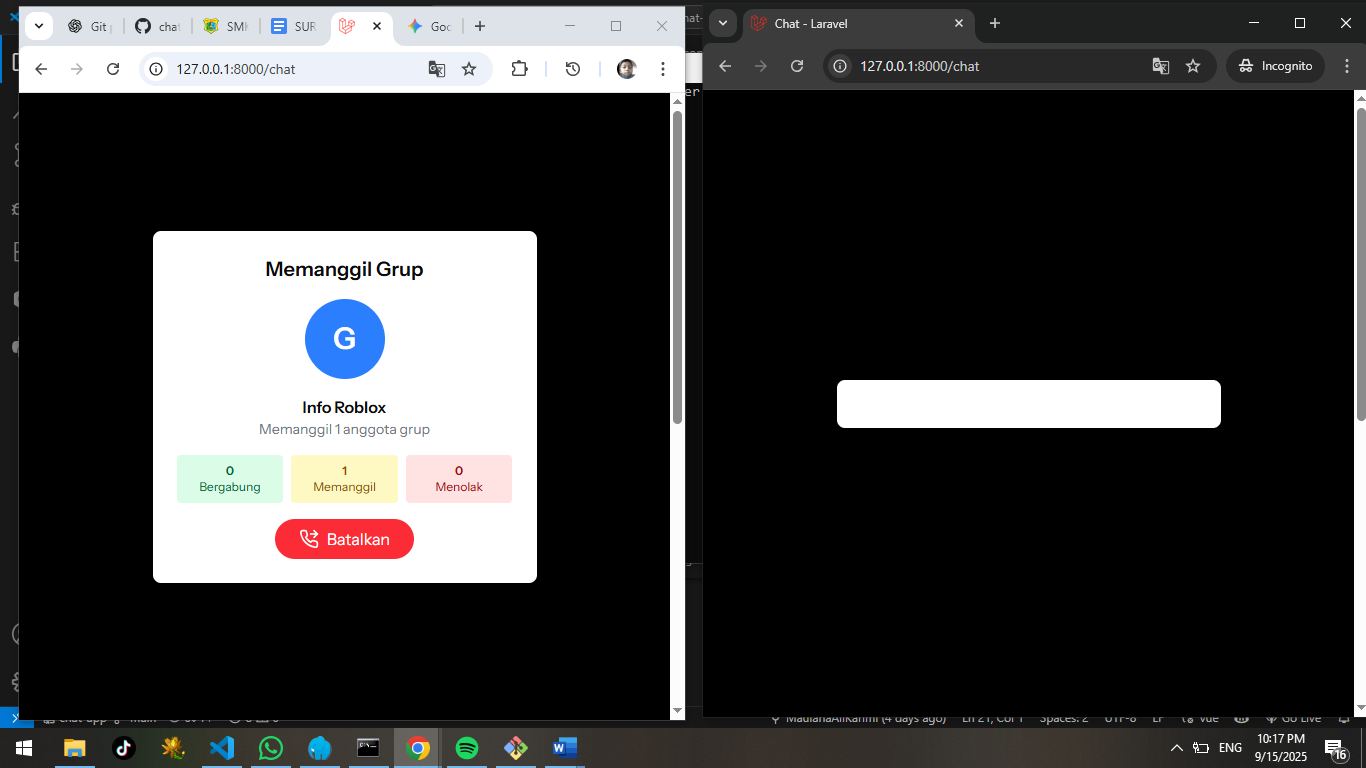 Git
chat
SMK
SUR
Goo
127.0.0.1:8000/chat
Memanggil Grup
G
Info Roblox
Memanggil 1 anggota grup
0
Bergabung
1
Memanggil
0
Menolak
Batalkan
Chat - Laravel
127.0.0.1:8000/chat
Incognito
er
chat-app
main
MaulanaAlikahmi (4 days ago)
Ln 21, Col 1
Spaces: 2
UTF-8
LF
Vue
Go Live
ENG
10:17 PM
9/15/2025
16